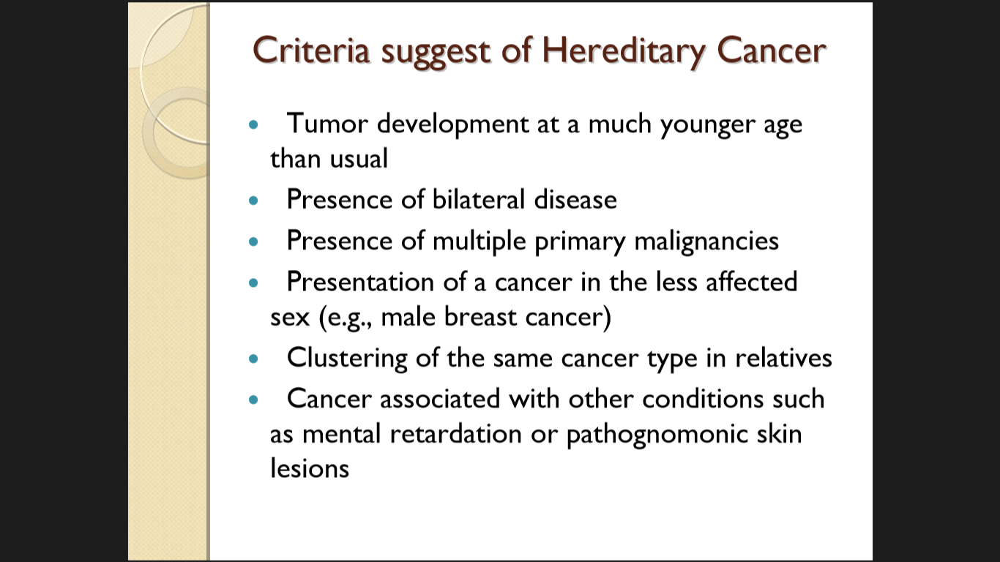 Criteria suggest of Hereditary Cancer
• Tumor development at a much younger age
than usual
• Presence of bilateral disease
• Presence of multiple primary malignancies
• Presentation of a cancer in the less affected
sex (e.g., male breast cancer)
• Clustering of the same cancer type in relatives
• Cancer associated with other conditions such
as mental retardation or pathognomonic skin
lesions